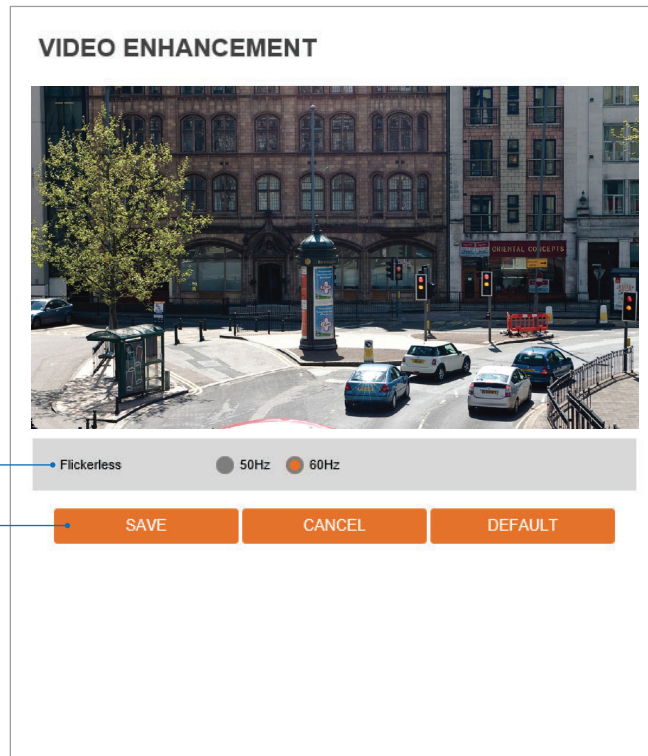 VIDEO ENHANCEMENT
ORIENTAL CONCEPTS
Flickerless 50Hz 60Hz
SAVE CANCEL DEFAULT